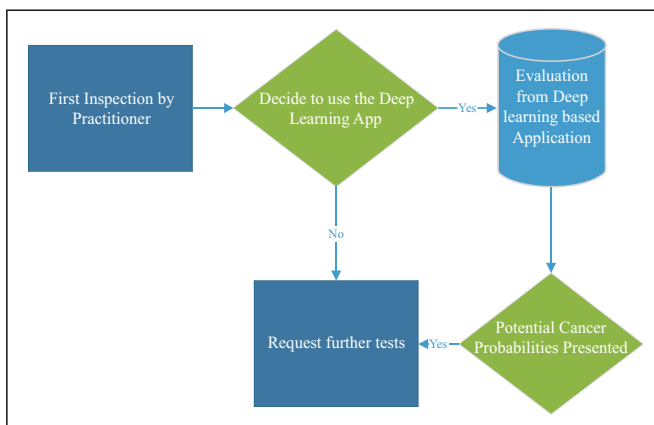 First Inspection by
Practitioner
Decide to use the Deep
Learning App
Yes
Evaluation
from Deep
learning based
Application
No
Request further tests
Yes
Potential Cancer
Probabilities Presented